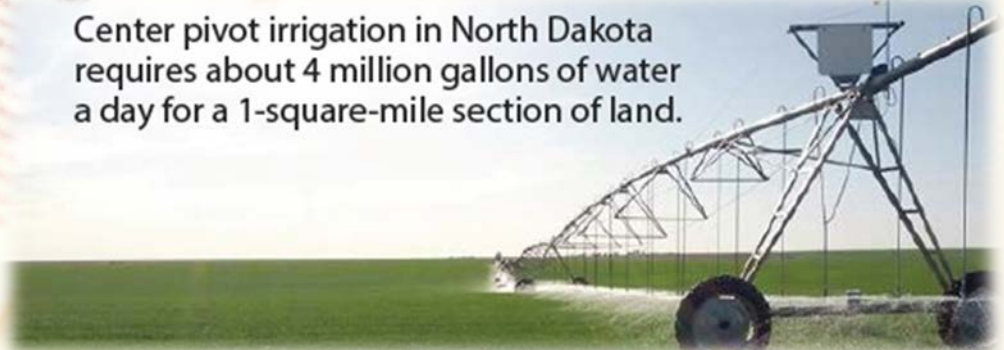 Center pivot irrigation in North Dakota
requires about 4 million gallons of water
a day for a 1-square-mile section of land.